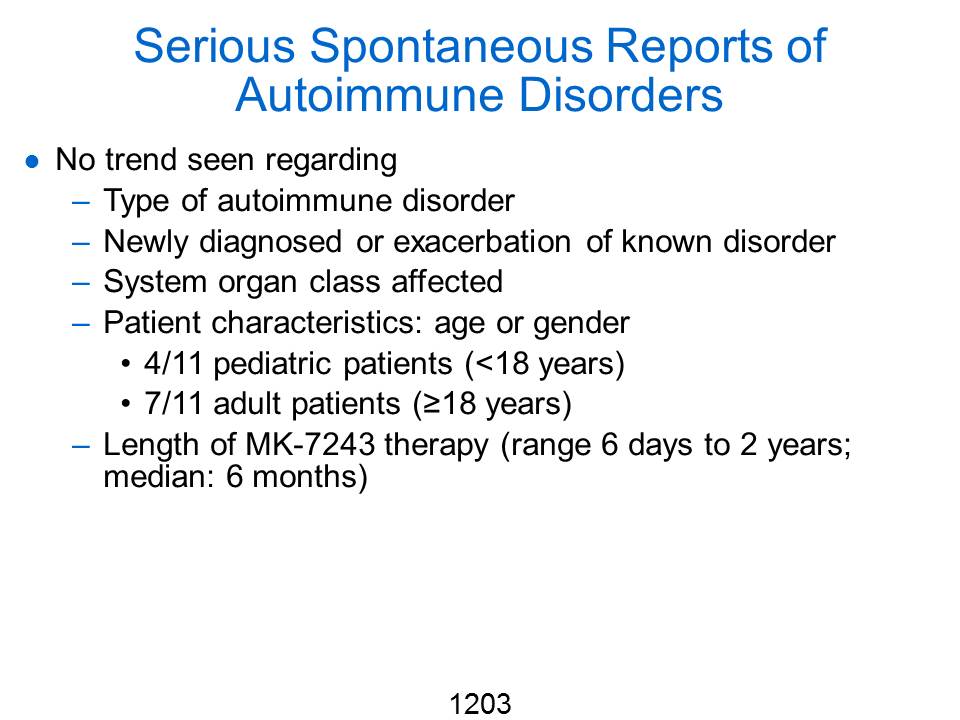 Serious Spontaneous Reports of
Autoimmune Disorders
● No trend seen regarding
– Type of autoimmune disorder
– Newly diagnosed or exacerbation of known disorder
– System organ class affected
– Patient characteristics: age or gender
• 4/11 pediatric patients (<18 years)
• 7/11 adult patients (≥18 years)
– Length of MK-7243 therapy (range 6 days to 2 years;
median: 6 months)
1203